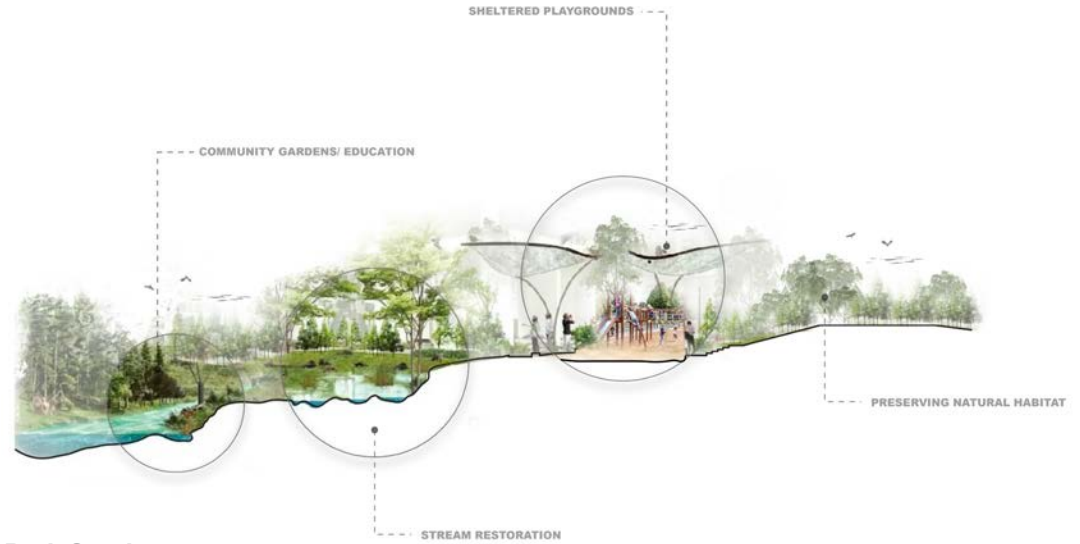 SHELTERED PLAYGROUNDS
COMMUNITY GARDENS/ EDUCATION
PRESERVING NATURAL HABITAT
STREAM RESTORATION